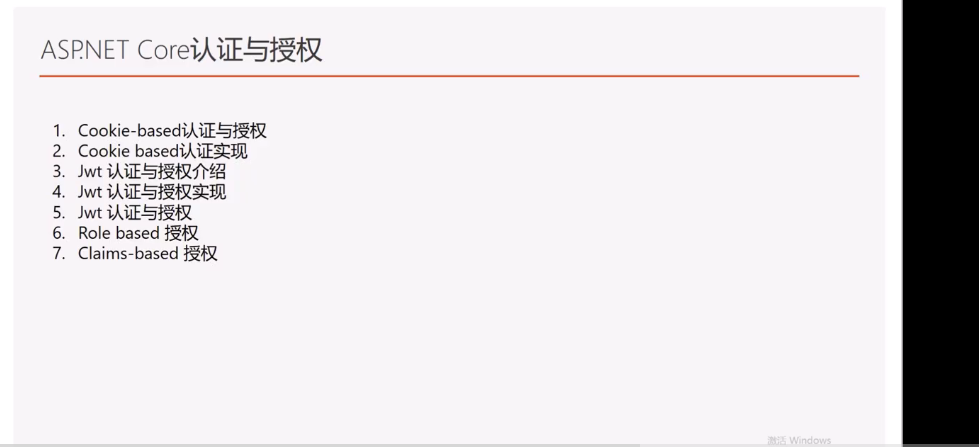 ASP.NET Core认证与授权
1. Cookie-based认证与授权
2. Cookie based认证实现
3. Jwt 认证与授权介绍
4. Jwt 认证与授权实现
5. Jwt 认证与授权
6. Role based 授权
7. Claims-based 授权
激活 Windows